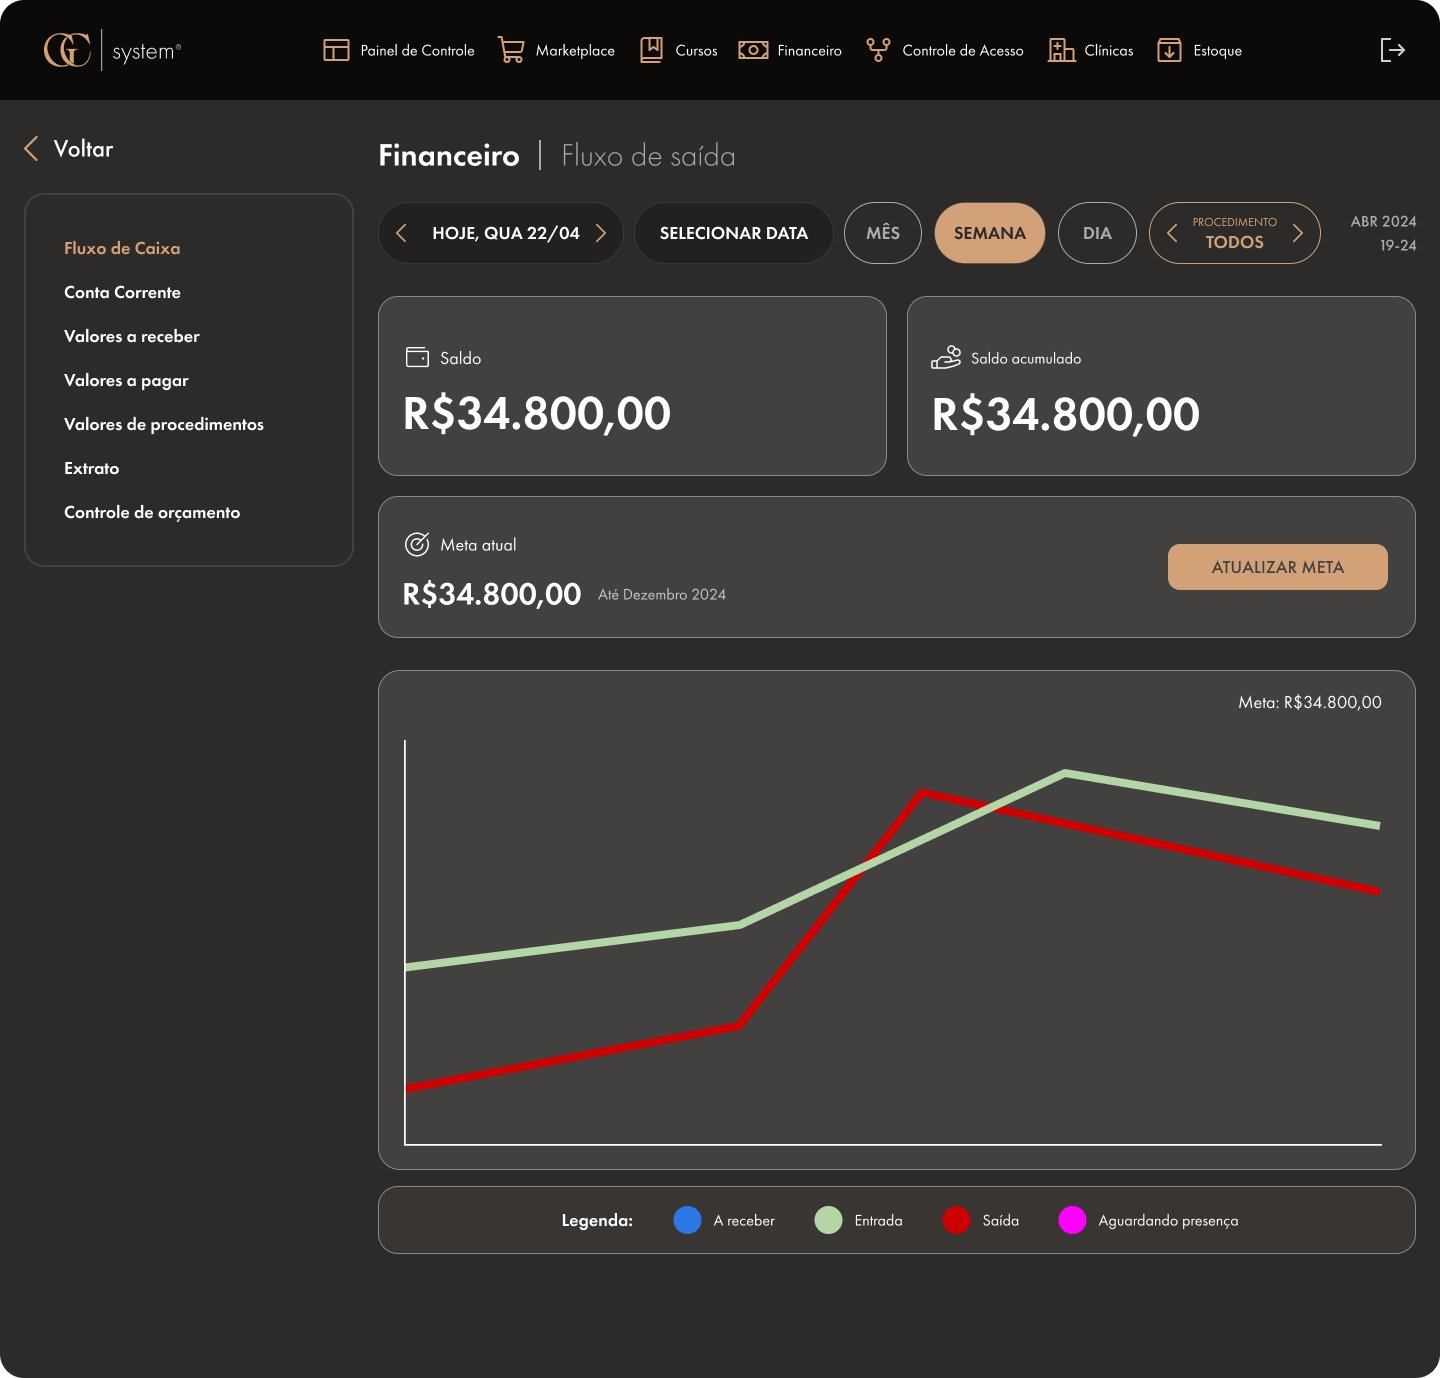 GC system®
Painel de Controle
Marketplace
Cursos
Financeiro
Controle de Acesso
Clínicas
Estoque
Voltar
Fluxo de Caixa
Conta Corrente
Valores a receber
Valores a pagar
Valores de procedimentos
Extrato
Controle de orçamento
Financeiro | Fluxo de saída
HOJE, QUA 22/04
SELECIONAR DATA
MÊS
SEMANA
DIA
PROCEDIMENTO
TODOS
ABR 2024
19-24
Saldo
R$34.800,00
Saldo acumulado
R$34.800,00
Meta atual
R$34.800,00 Até Dezembro 2024
ATUALIZAR META
Meta: R$34.800,00
Legenda:
A receber
Entrada
Saída
Aguardando presença